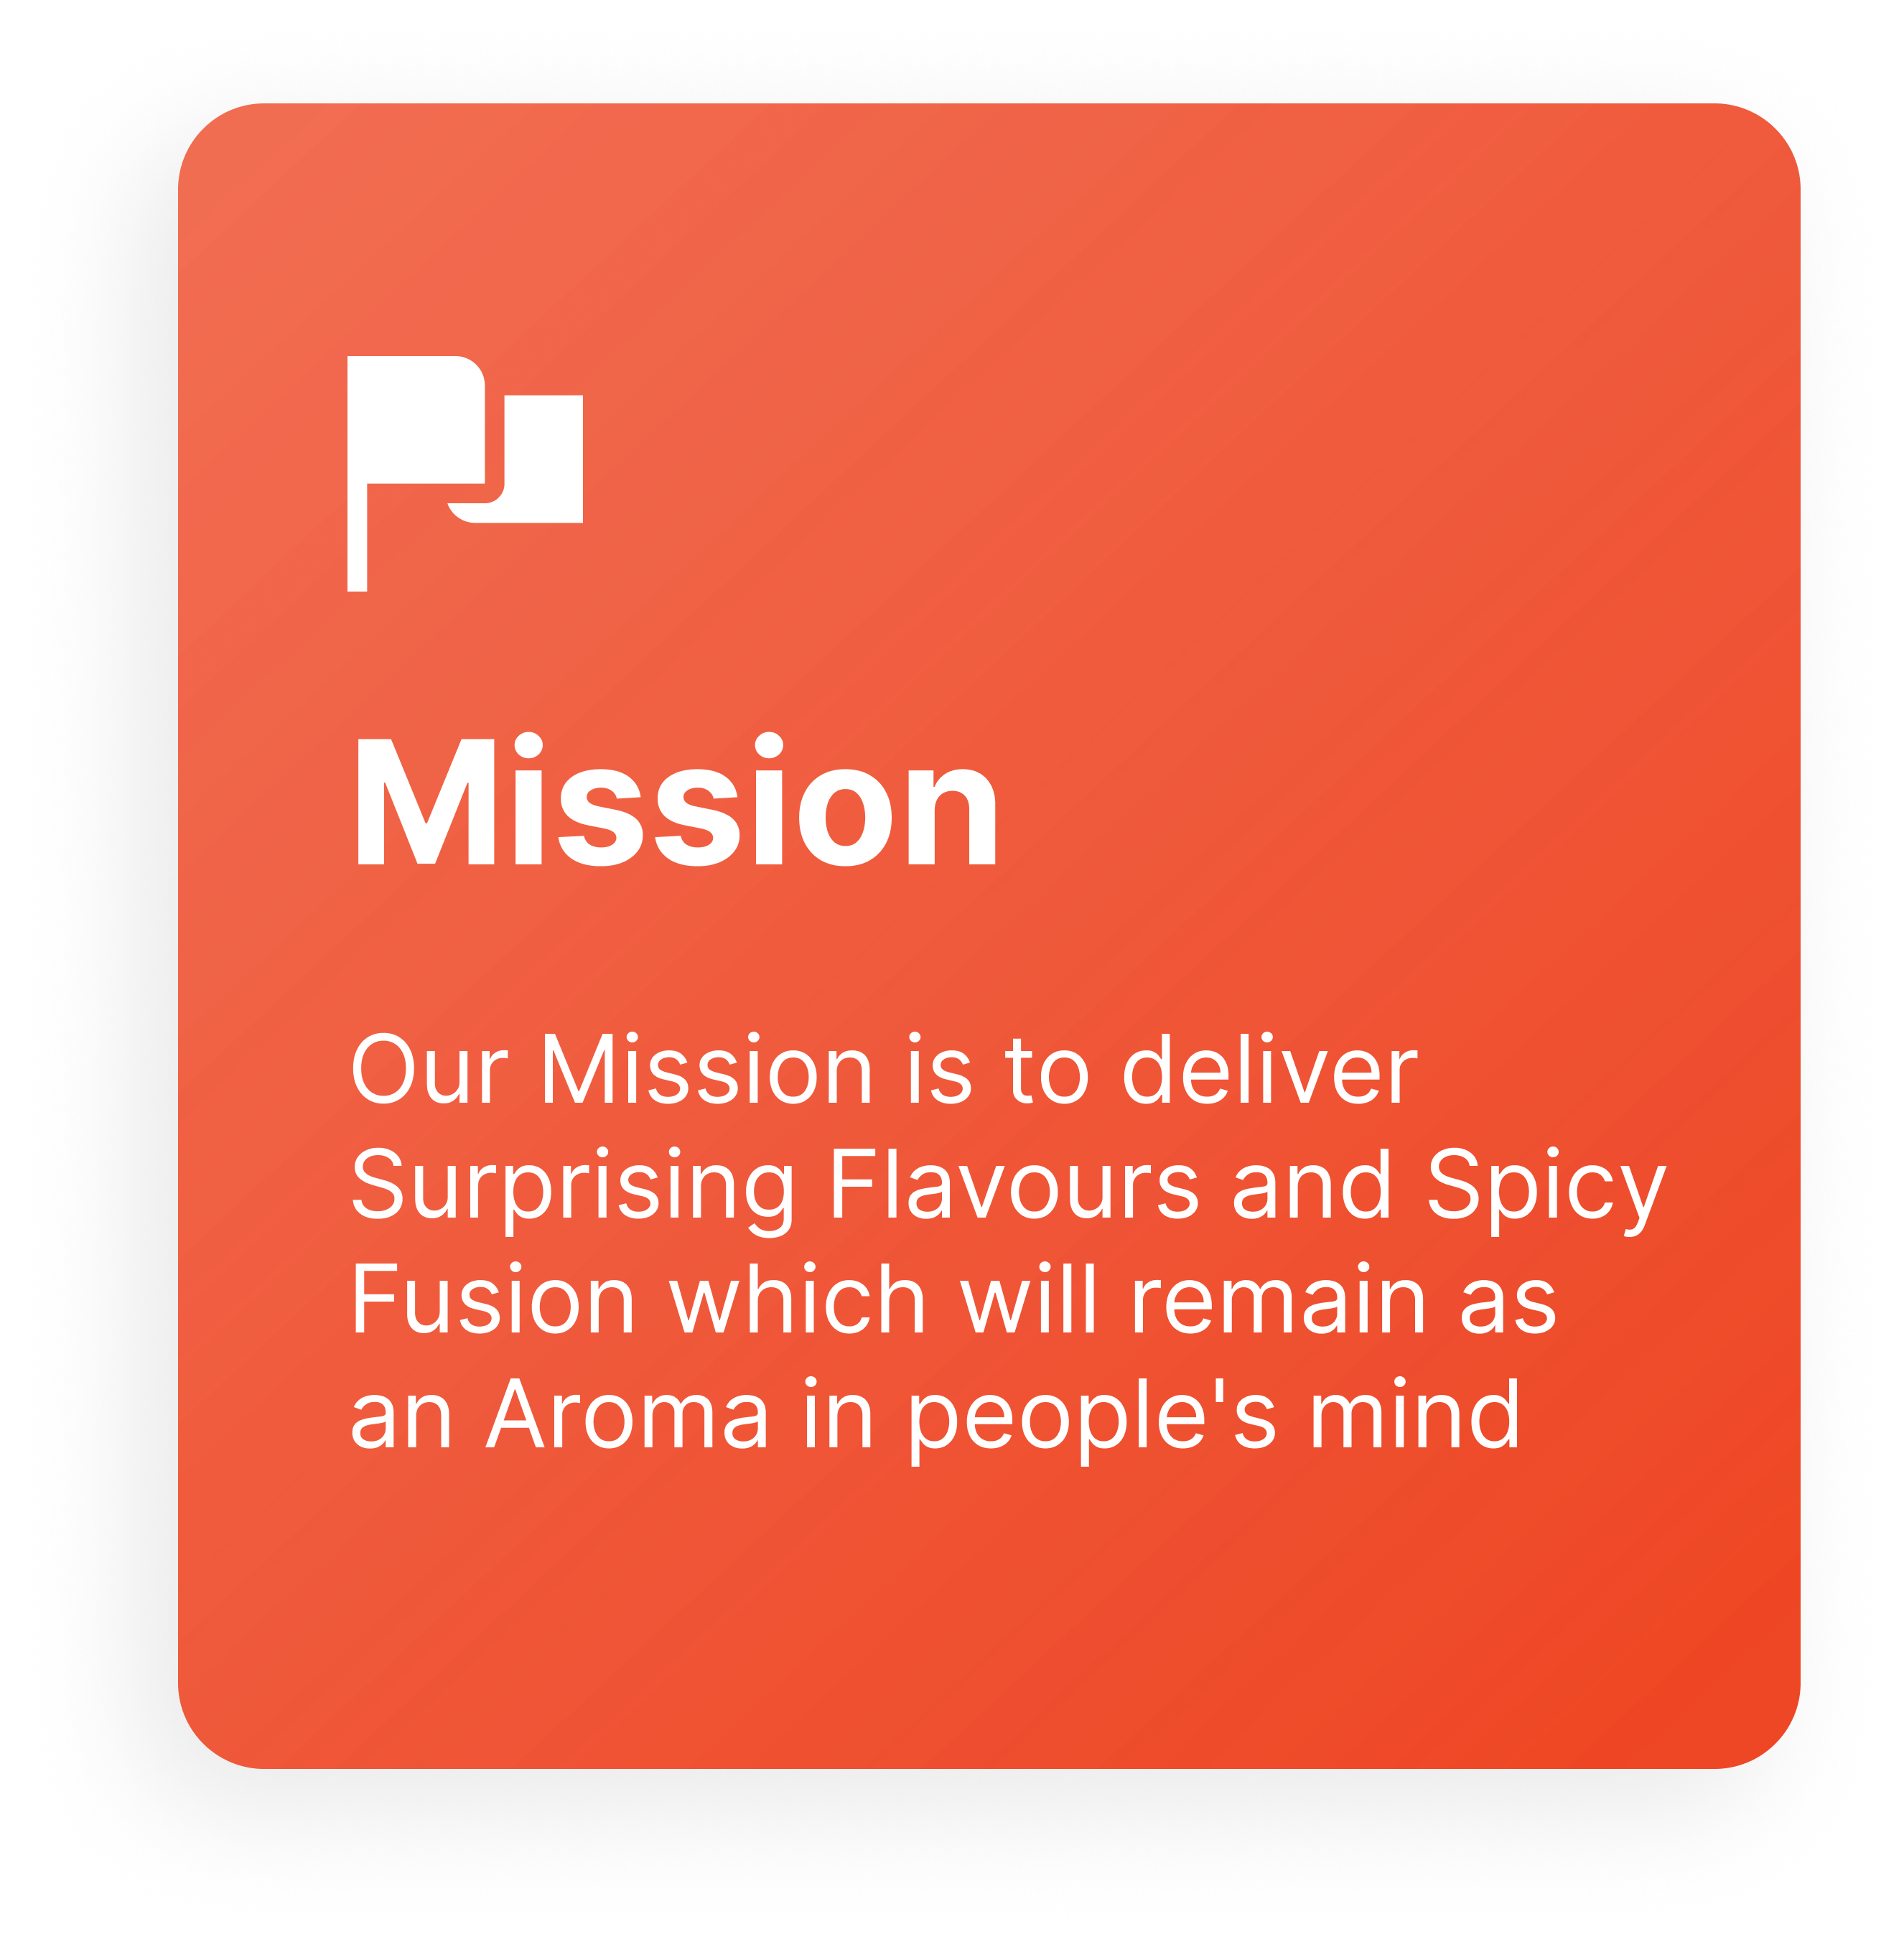 Mission
Our Mission is to deliver
Surprising Flavours and Spicy
Fusion which will remain as
an Aroma in people's mind